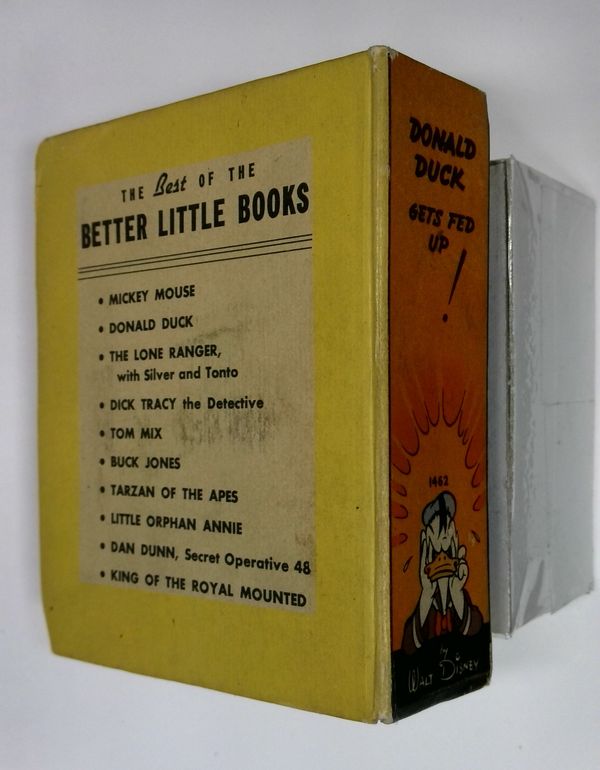 THE Best OF THE
BETTER LITTLE BOOKS
• MICKEY MOUSE
• DONALD DUCK
• THE LONE RANGER,
with Silver and Tonto
• DICK TRACY the Detective
• TOM MIX
• BUCK JONES
• TARZAN OF THE APES
• LITTLE ORPHAN ANNIE
• DAN DUNN, Secret Operative 48
• KING OF THE ROYAL MOUNTED
DONALD
DUCK
GETS FED
UP!
1462
by
WALT DISNEY